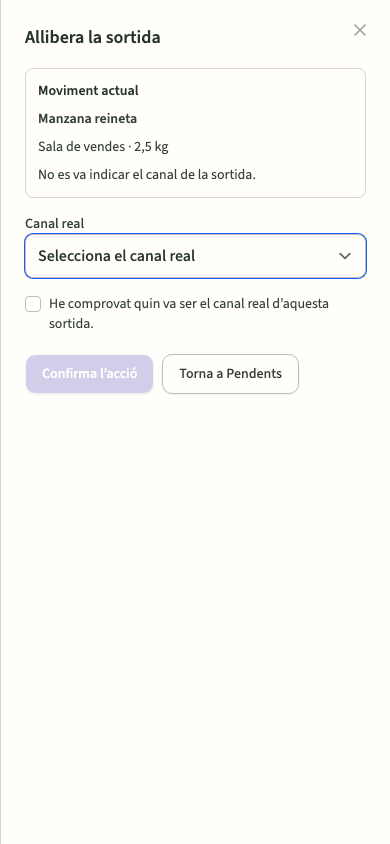 Allibera la sortida
Moviment actual
Manzana reineta
Sala de vendes · 2,5 kg
No es va indicar el canal de la sortida.
Canal real
Selecciona el canal real
He comprovat quin va ser el canal real d’aquesta
sortida.
Confirma l’acció
Torna a Pendents